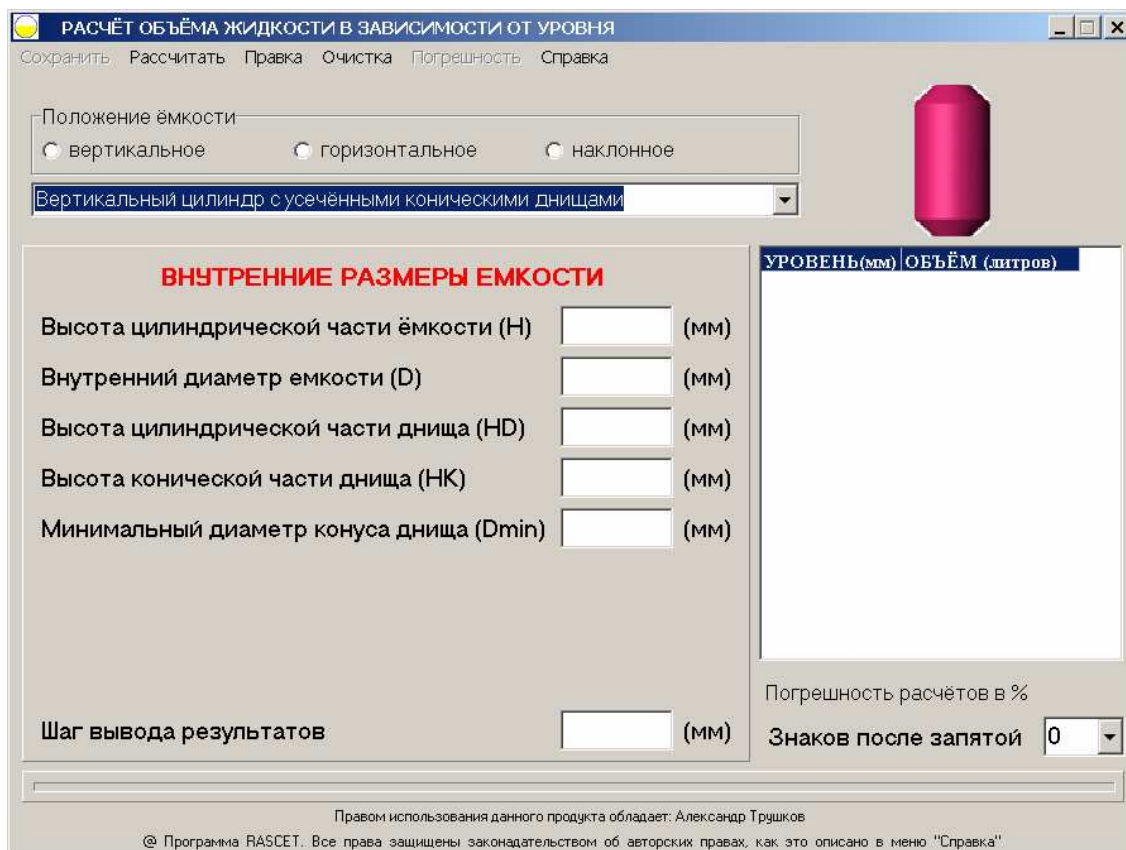 РАСЧЁТ ОБЪЁМА ЖИДКОСТИ В ЗАВИСИМОСТИ ОТ УРОВНЯ
Сохранить Рассчитать Правка Очистка Погрешность Справка
Положение ёмкости
вертикальное горизонтальное наклонное
Вертикальный цилиндр с усечёнными коническими днищами
ВНУТРЕННИЕ РАЗМЕРЫ ЕМКОСТИ
Высота цилиндрической части ёмкости (H) (мм)
Внутренний диаметр емкости (D) (мм)
Высота цилиндрической части днища (HD) (мм)
Высота конической части днища (НК) (мм)
Минимальный диаметр конуса днища (Dmin) (мм)
Шаг вывода результатов (мм)
УРОВЕНЬ(мм) ОБЪЁМ (литров)
Погрешность расчётов в %
Знаков после запятой 0
Правом использования данного продукта обладает: Александр Трушков
@ Программа RASCET. Все права защищены законодательством об авторских правах, как это описано в меню "Справка"